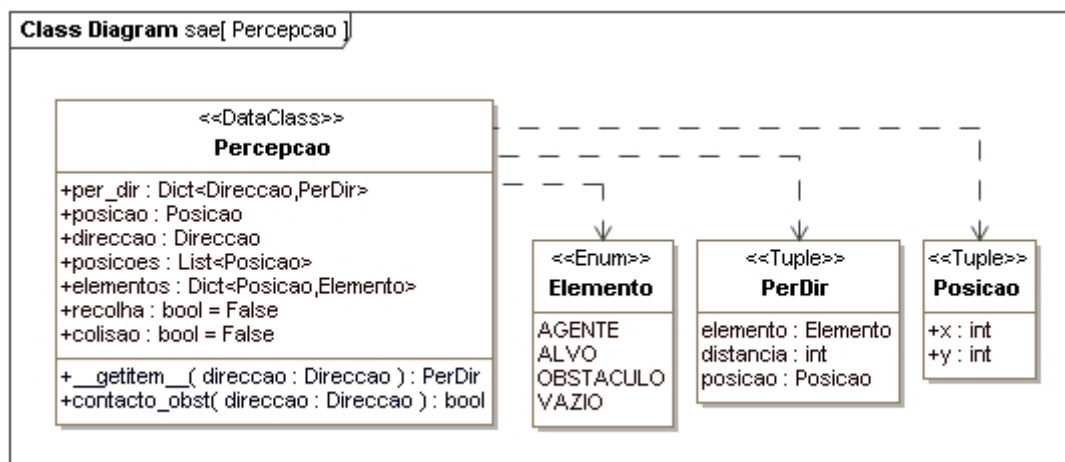 Class Diagram sae[ Percepcao ]
<<DataClass>>
Percepcao
+per_dir : Dict<Direccao,PerDir>
+posicao : Posicao
+direccao : Direccao
+posicoes : List<Posicao>
+elementos : Dict<Posicao,Elemento>
+recolha : bool = False
+colisao : bool = False
+__getitem__( direccao : Direccao ) : PerDir
+contacto_obst( direccao : Direccao ) : bool
<<Enum>>
Elemento
AGENTE
ALVO
OBSTACULO
VAZIO
<<Tuple>>
PerDir
elemento : Elemento
distancia : int
posicao : Posicao
<<Tuple>>
Posicao
+x : int
+y : int